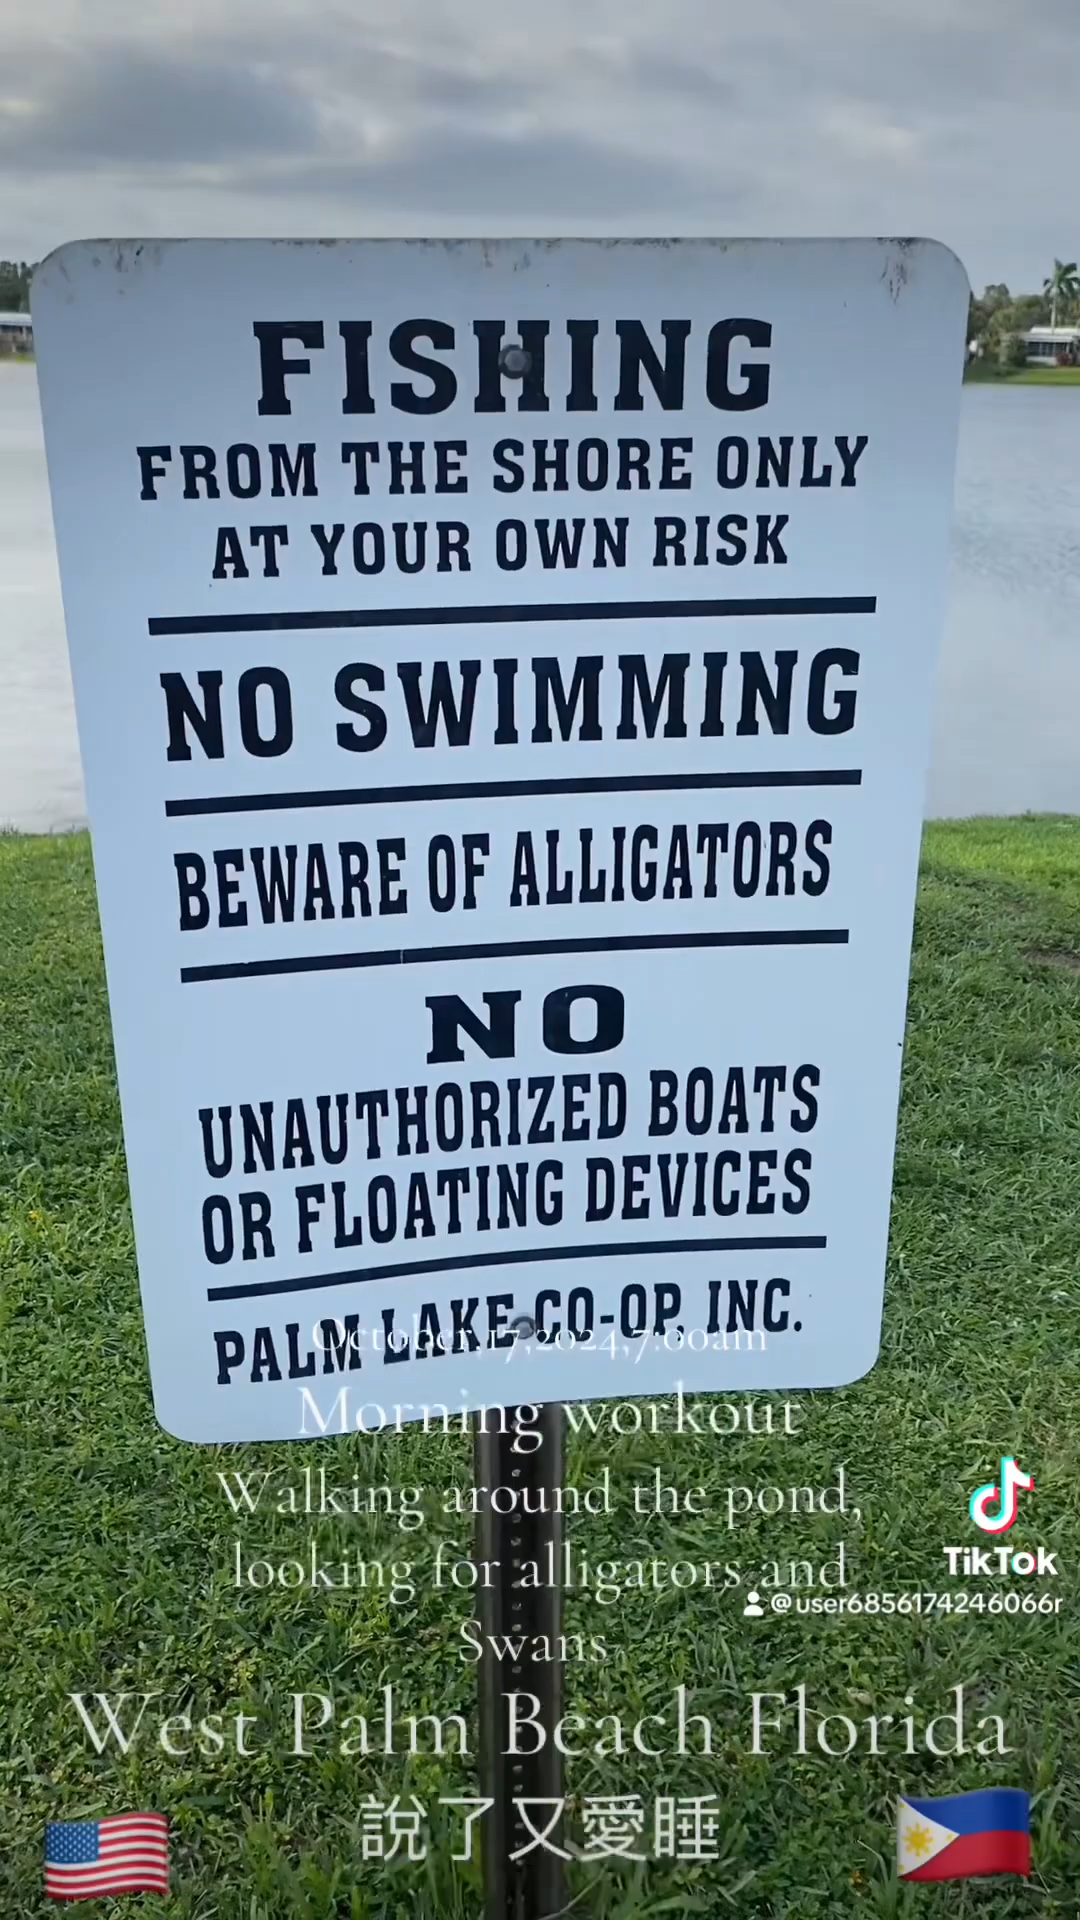 FISHING
FROM THE SHORE ONLY
AT YOUR OWN RISK
NO SWIMMING
BEWARE OF ALLIGATORS
NO
UNAUTHORIZED BOATS
OR FLOATING DEVICES
PALM LAKE CO-OP, INC.
October,17,2024,7:00am
Morning workout
Walking around the pond,
looking for alligators and
Swans
West Palm Beach Florida
說了又愛睡
TikTok
@user6856174246066r